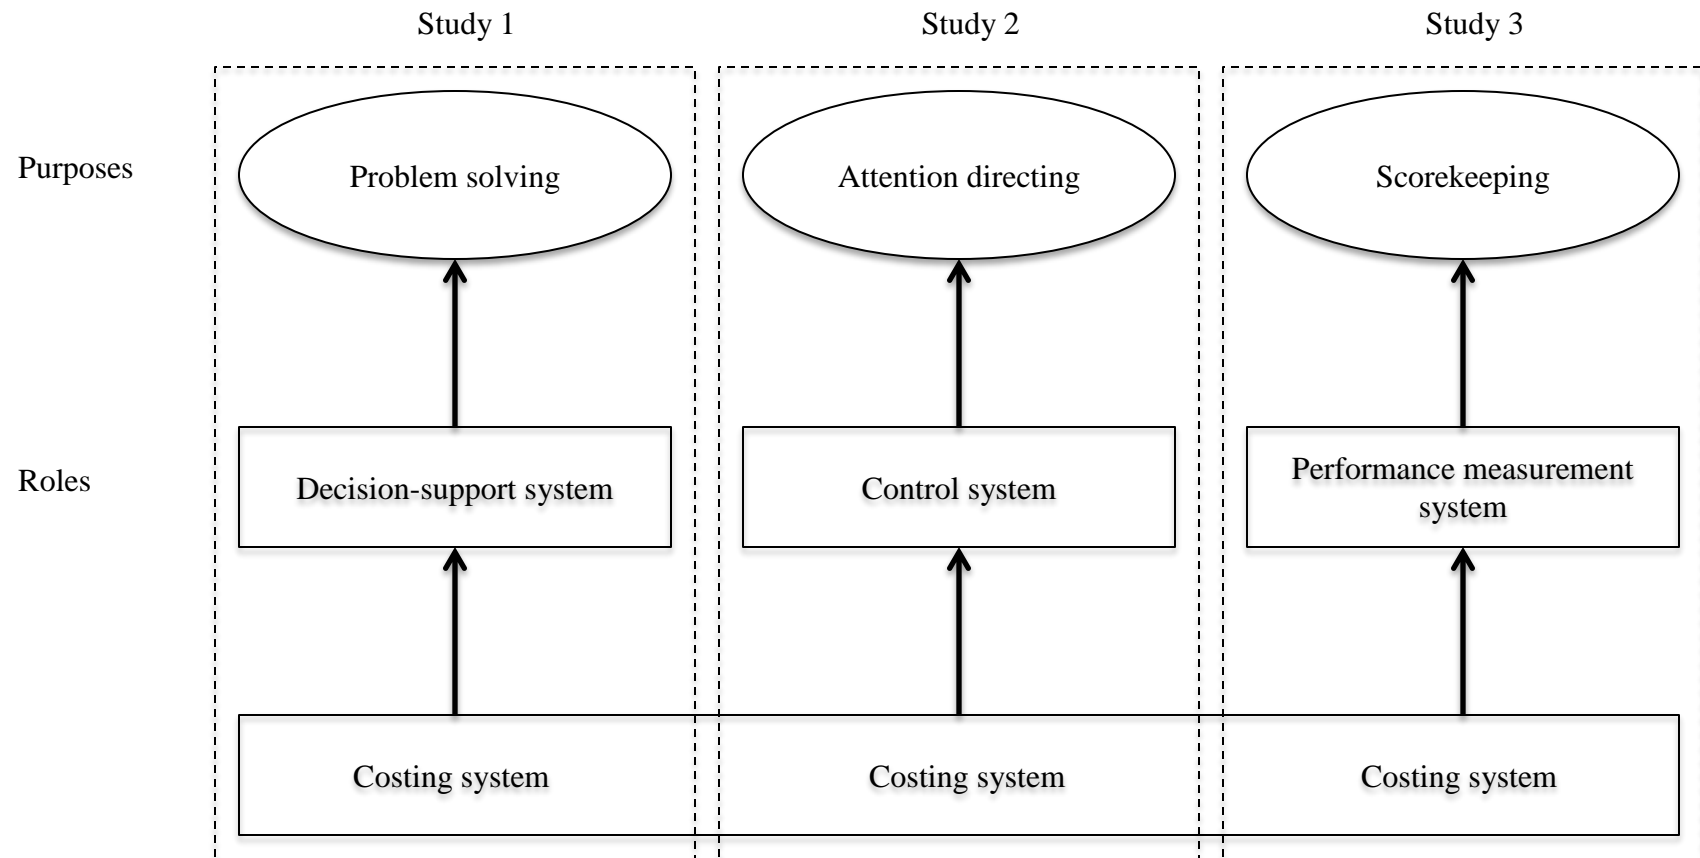 Study 1
Study 2
Study 3
Purposes
Problem solving
Attention directing
Scorekeeping
Roles
Decision-support system
Control system
Performance measurement
system
Costing system
Costing system
Costing system